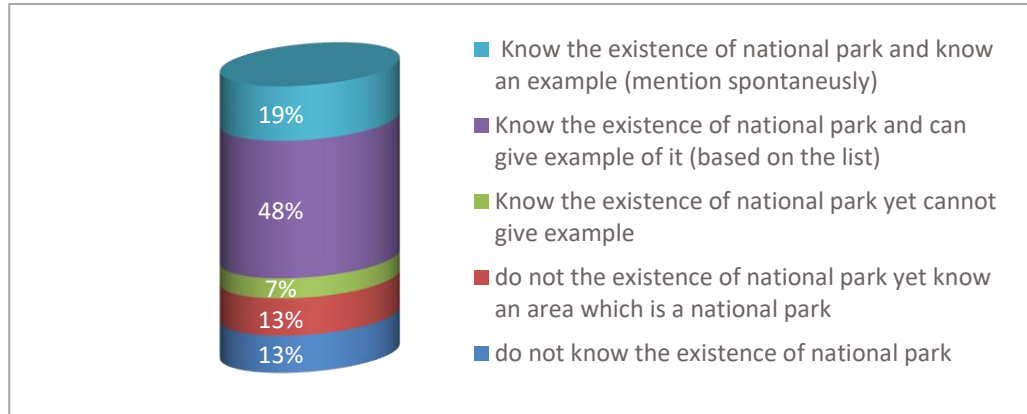 19%
48%
7%
13%
13%
Know the existence of national park and know
an example (mention spontaneusly)
Know the existence of national park and can
give example of it (based on the list)
Know the existence of national park yet cannot
give example
do not the existence of national park yet know
an area which is a national park
do not know the existence of national park